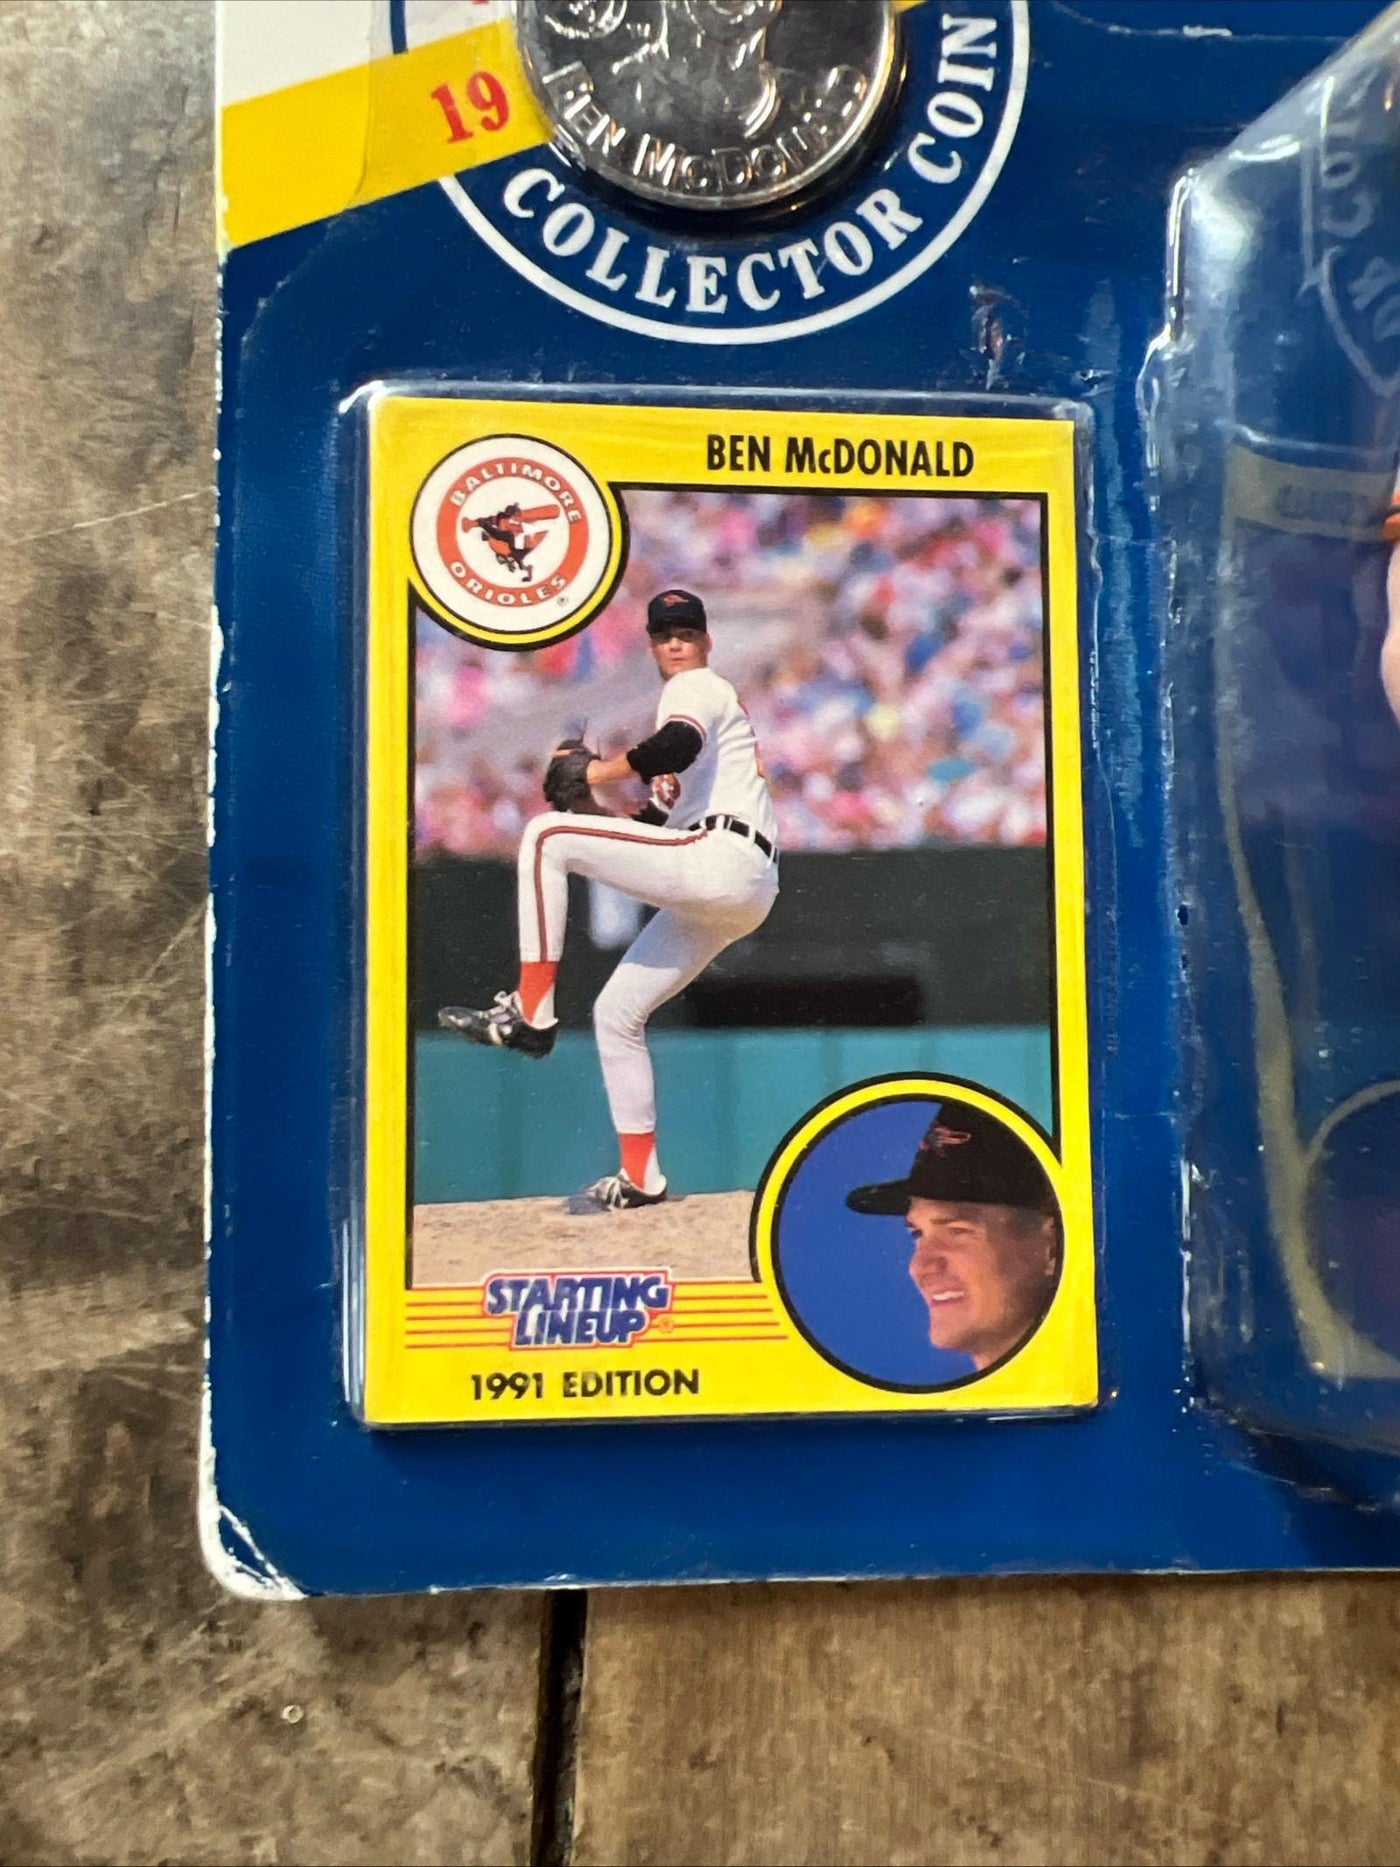 19
BEN McDONALD
COLLECTOR COIN
BEN McDONALD
BALTIMORE
ORIOLES
STARTING
LINEUP
1991 EDITION